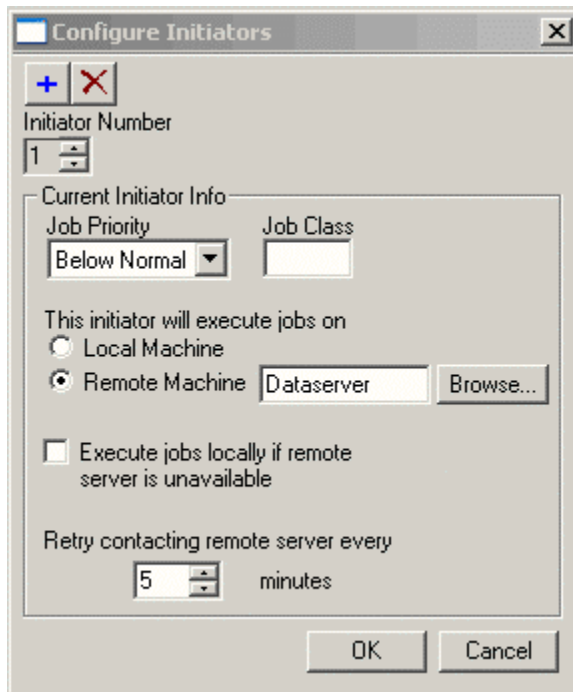 Configure Initiators
Initiator Number
1
Current Initiator Info
Job Priority Job Class
Below Normal
This initiator will execute jobs on
Local Machine
Remote Machine Dataserver Browse...
Execute jobs locally if remote
server is unavailable
Retry contacting remote server every
5 minutes
OK Cancel